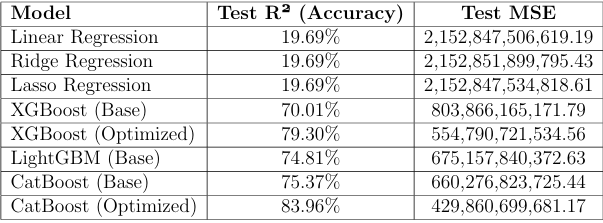 Model Test R² (Accuracy) Test MSE
Linear Regression 19.69% 2,152,847,506,619.19
Ridge Regression 19.69% 2,152,851,899,795.43
Lasso Regression 19.69% 2,152,847,534,818.61
XGBoost (Base) 70.01% 803,866,165,171.79
XGBoost (Optimized) 79.30% 554,790,721,534.56
LightGBM (Base) 74.81% 675,157,840,372.63
CatBoost (Base) 75.37% 660,276,823,725.44
CatBoost (Optimized) 83.96% 429,860,699,681.17